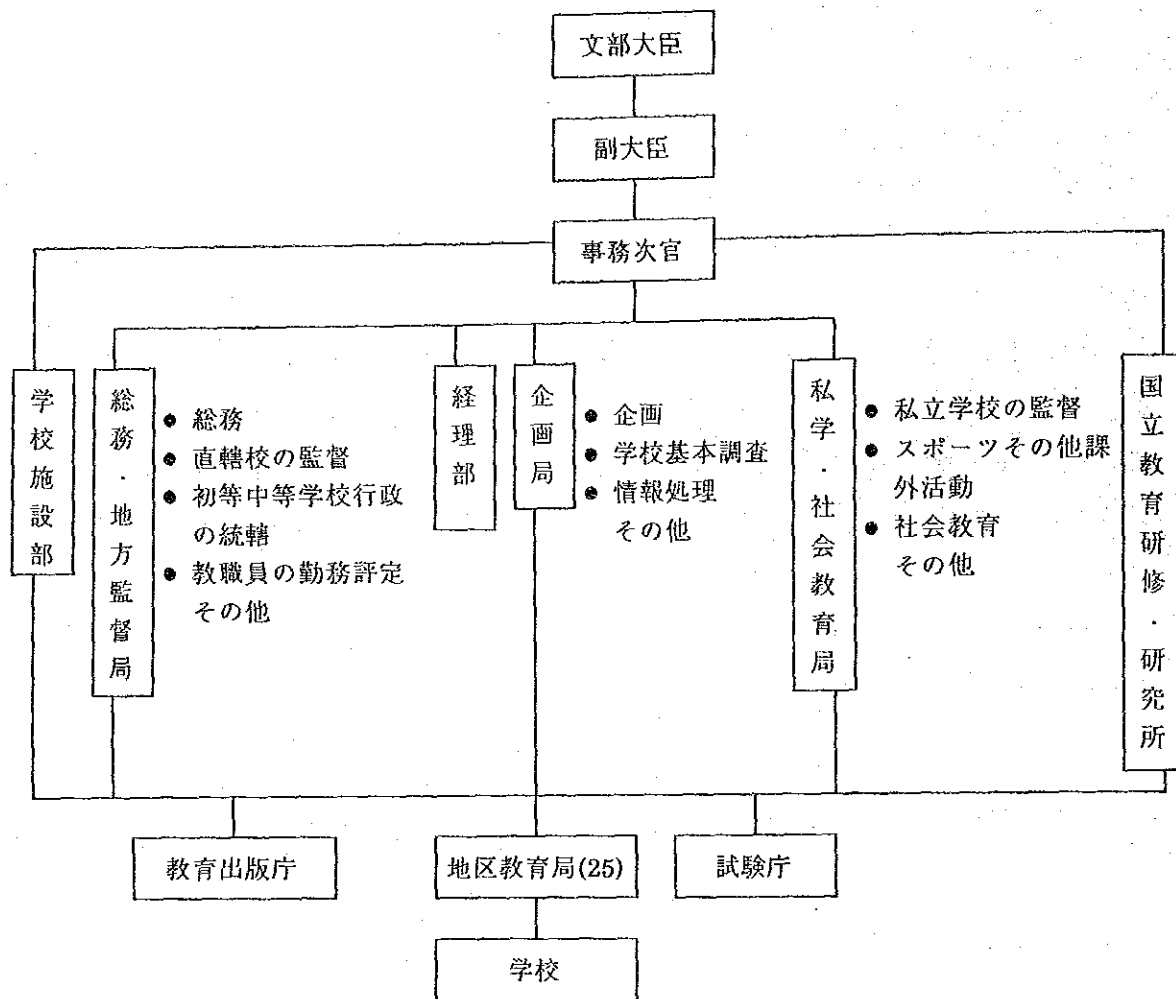 文部大臣
副大臣
事務次官
学校施設部
総務・地方監督局
● 総務
● 直轄校の監督
● 初等中等学校行政
の統轄
● 教職員の勤務評定
その他
経理部
企画局
● 企画
● 学校基本調査
● 情報処理
その他
私学・社会教育局
● 私立学校の監督
● スポーツその他課
外活動
● 社会教育
その他
国立教育研修・研究所
教育出版庁
地区教育局(25)
試験庁
学校